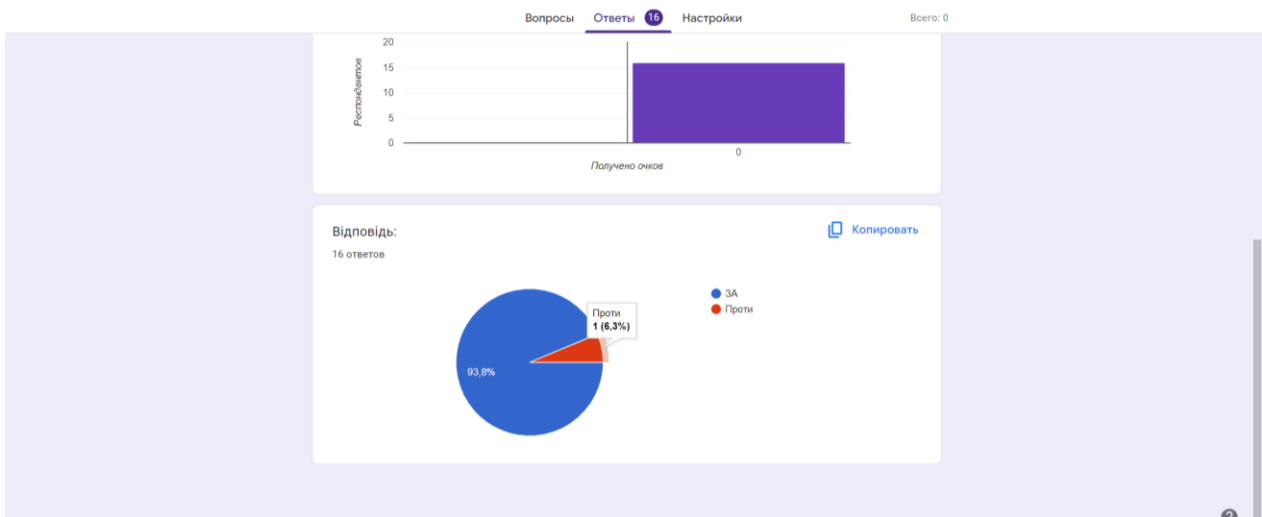 Вопросы Ответы 16 Настройки Всего: 0
20
15
10
5
0
Респондентов
0
Получено очков
Відповідь:
Копировать
16 ответов
ЗА
Проти
Проти
1 (6,3%)
93,8%
?